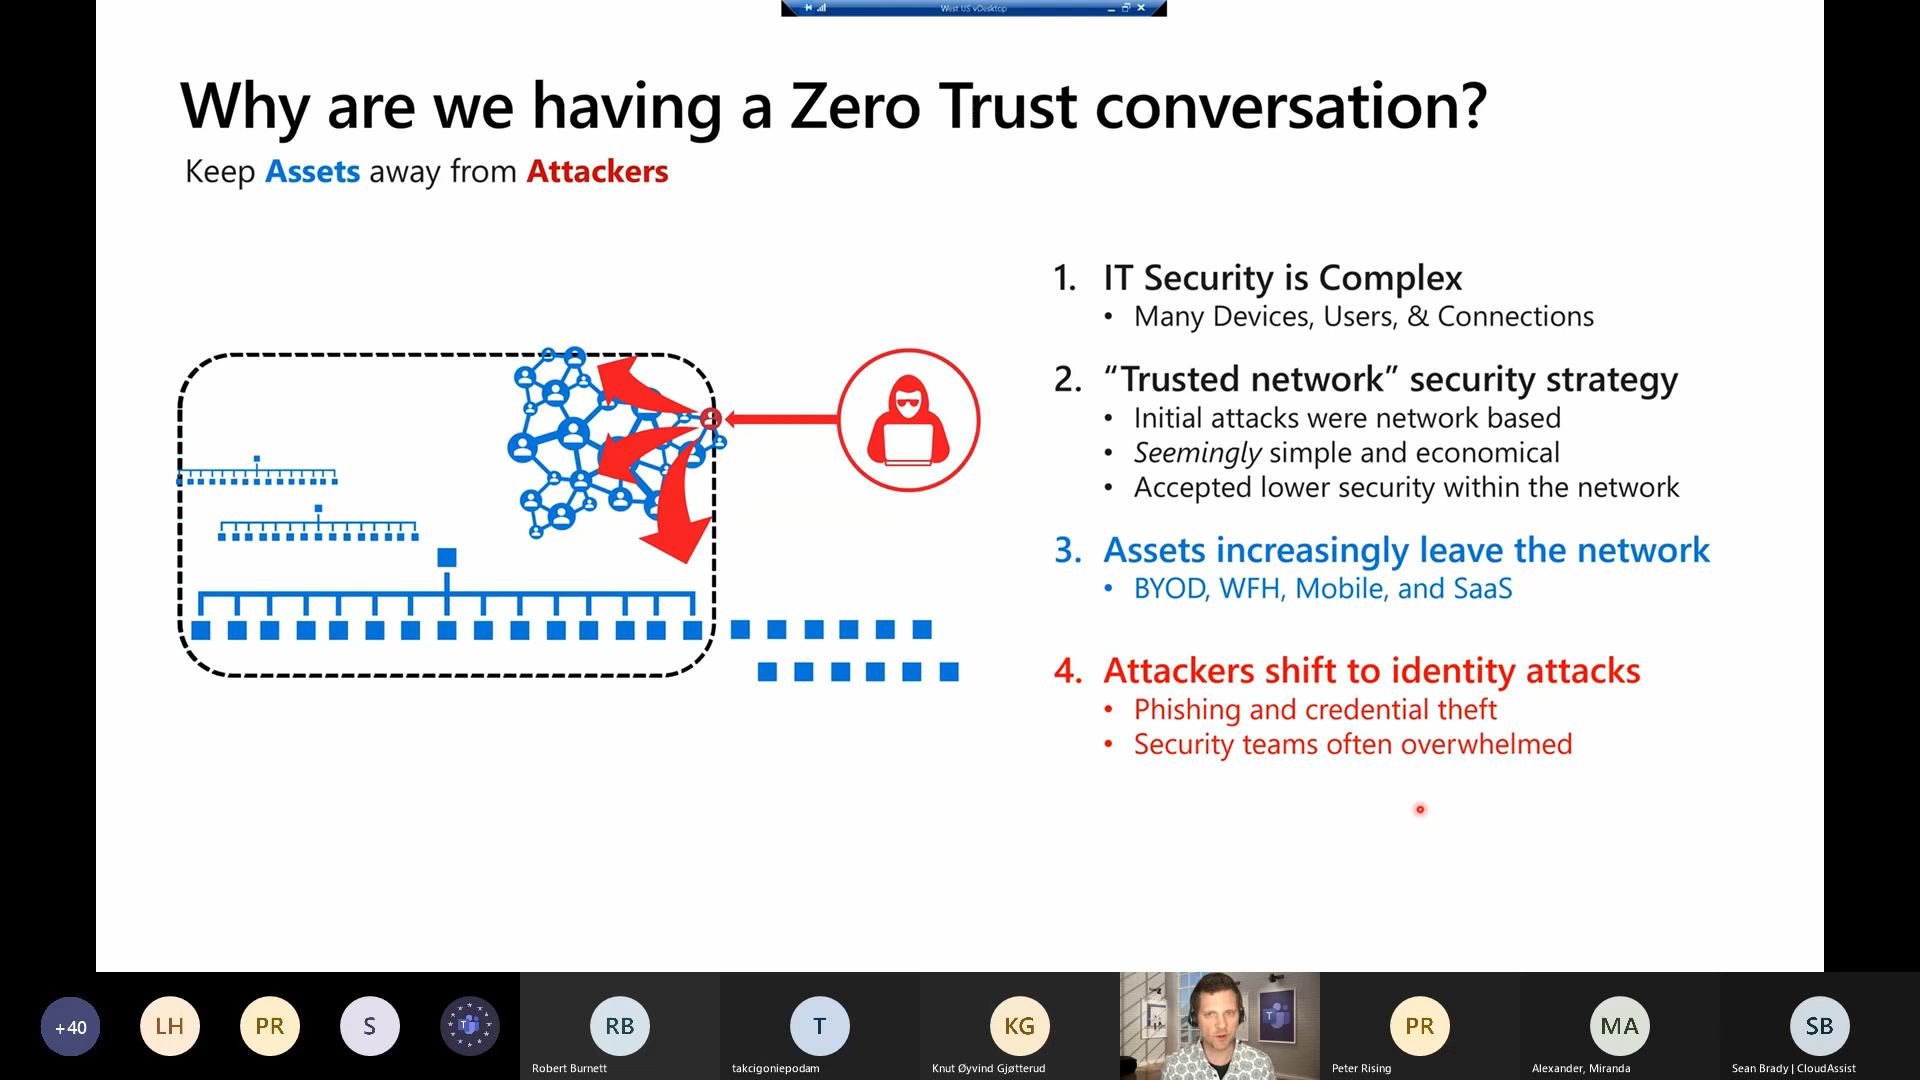 West US vDesktop
Why are we having a Zero Trust conversation?
Keep Assets away from Attackers
1. IT Security is Complex
• Many Devices, Users, & Connections
2. “Trusted network” security strategy
• Initial attacks were network based
• Seemingly simple and economical
• Accepted lower security within the network
3. Assets increasingly leave the network
• BYOD, WFH, Mobile, and SaaS
4. Attackers shift to identity attacks
• Phishing and credential theft
• Security teams often overwhelmed
+40
LH
PR
S
T
RB
Robert Burnett
T
takcigoniepodam
KG
Knut Øyvind Gjøtterud
T
PR
Peter Rising
MA
Alexander, Miranda
SB
Sean Brady | CloudAssist